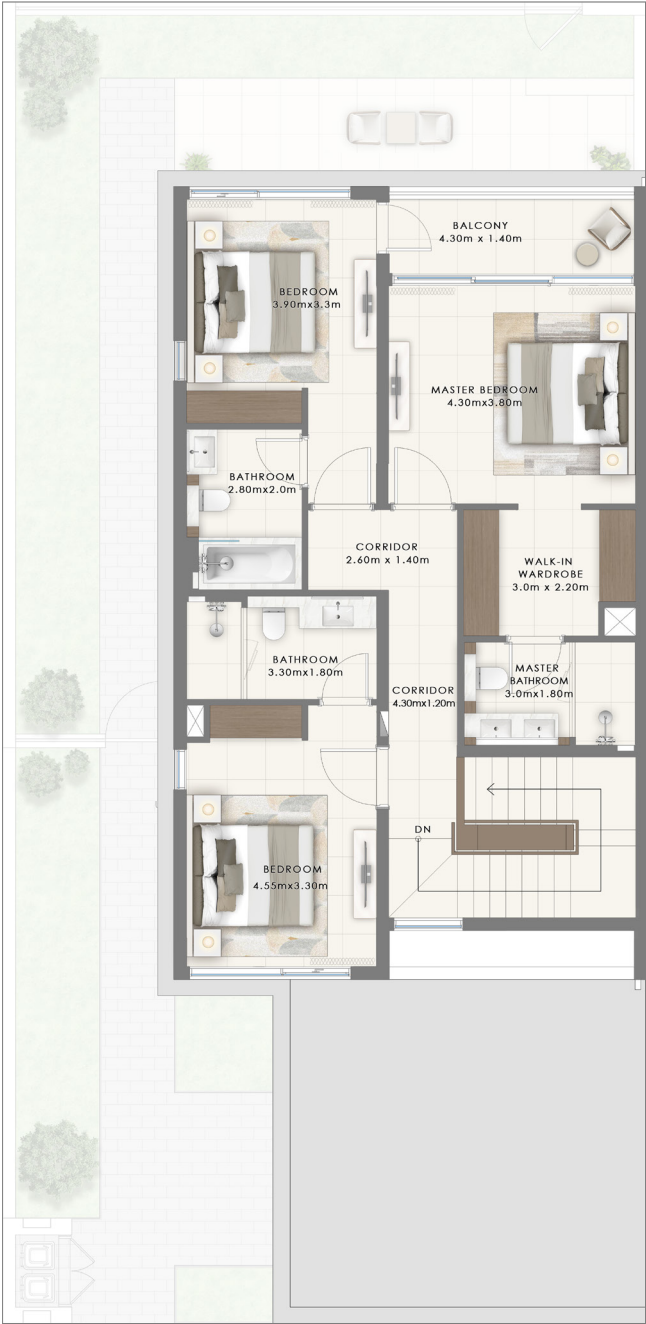 BALCONY
4.30m x 1.40m
BEDROOM
3.90mx3.3m
MASTER BEDROOM
4.30mx3.80m
BATHROOM
2.80mx2.0m
CORRIDOR
2.60m x 1.40m
WALK-IN
WARDROBE
3.0m x 2.20m
BATHROOM
3.30mx1.80m
MASTER
BATHROOM
3.0mx1.80m
CORRIDOR
4.30mx1.20m
DN
BEDROOM
4.55mx3.30m